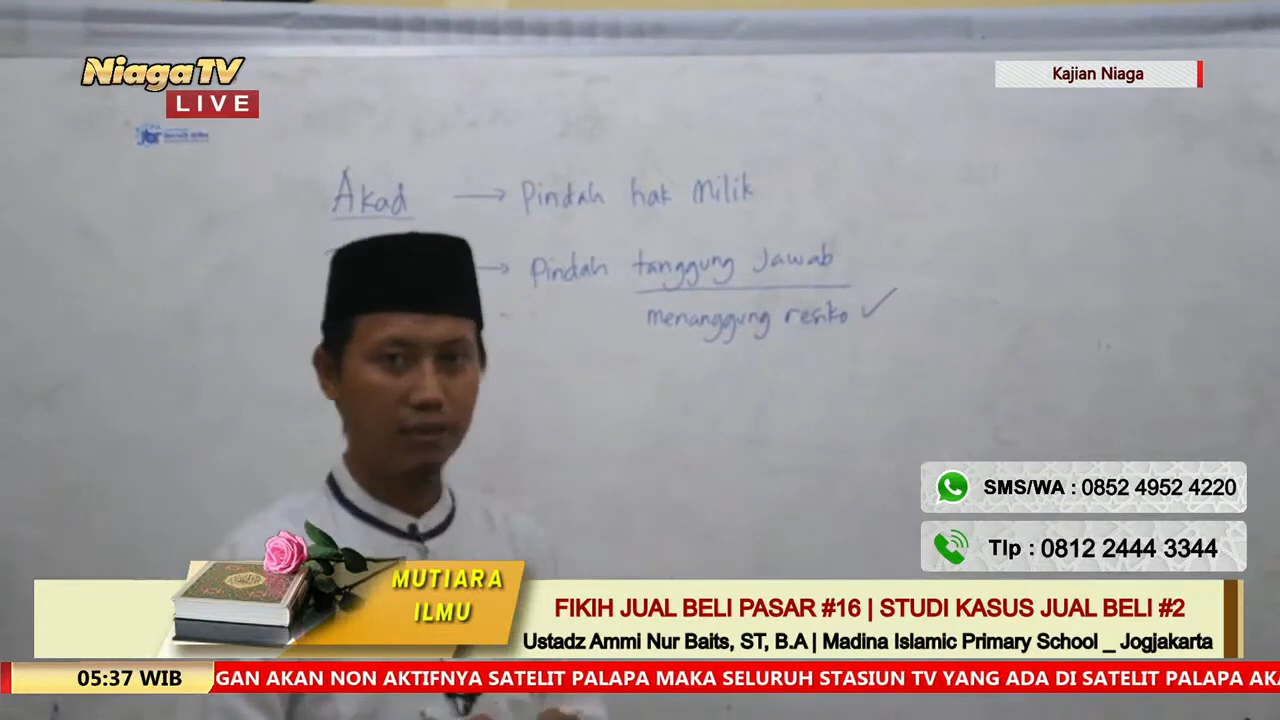 NiagaTV
LIVE
Kajian Niaga
Akad → Pindah hak Milik
→ Pindah tanggung Jawab
menanggung resiko ✓
SMS/WA : 0852 4952 4220
Tlp : 0812 2444 3344
MUTIARA
ILMU
FIKIH JUAL BELI PASAR #16 | STUDI KASUS JUAL BELI #2
Ustadz Ammi Nur Baits, ST, B.A | Madina Islamic Primary School _ Jogjakarta
05:37 WIB
GAN AKAN NON AKTIFNYA SATELIT PALAPA MAKA SELURUH STASIUN TV YANG ADA DI SATELIT PALAPA AKA